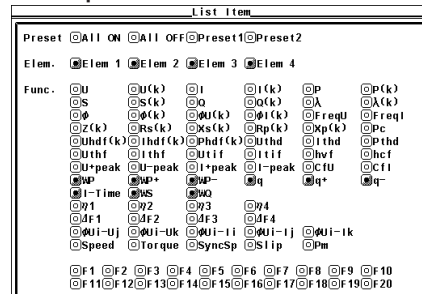 List Item
Preset All ON All OFF Preset1 Preset2
Elem. Elem 1 Elem 2 Elem 3 Elem 4
Func. U U(k) I I(k) P P(k)
S S(k) Q Q(k) λ λ(k)
ϕ ϕ(k) ϕU(k) ϕI(k) FreqU FreqI
Z(k) Rs(k) Xs(k) Rp(k) Xp(k) Pc
Uhdf(k) Ihdf(k) Phdf(k) Uthd Ithd Pthd
Uthf Ithf Utif Itif hvf hcf
U+peak U-peak I+peak I-peak CfU CfI
WP WP+ WP- q q+ q-
I-Time WS WQ
η1 η2 η3 η4
ΔF1 ΔF2 ΔF3 ΔF4
ϕUi-Uj ϕUi-Uk ϕUi-Ii ϕUi-Ij ϕUi-Ik
Speed Torque SyncSp Slip Pm
F1 F2 F3 F4 F5 F6 F7 F8 F9 F10
F11 F12 F13 F14 F15 F16 F17 F18 F19 F20